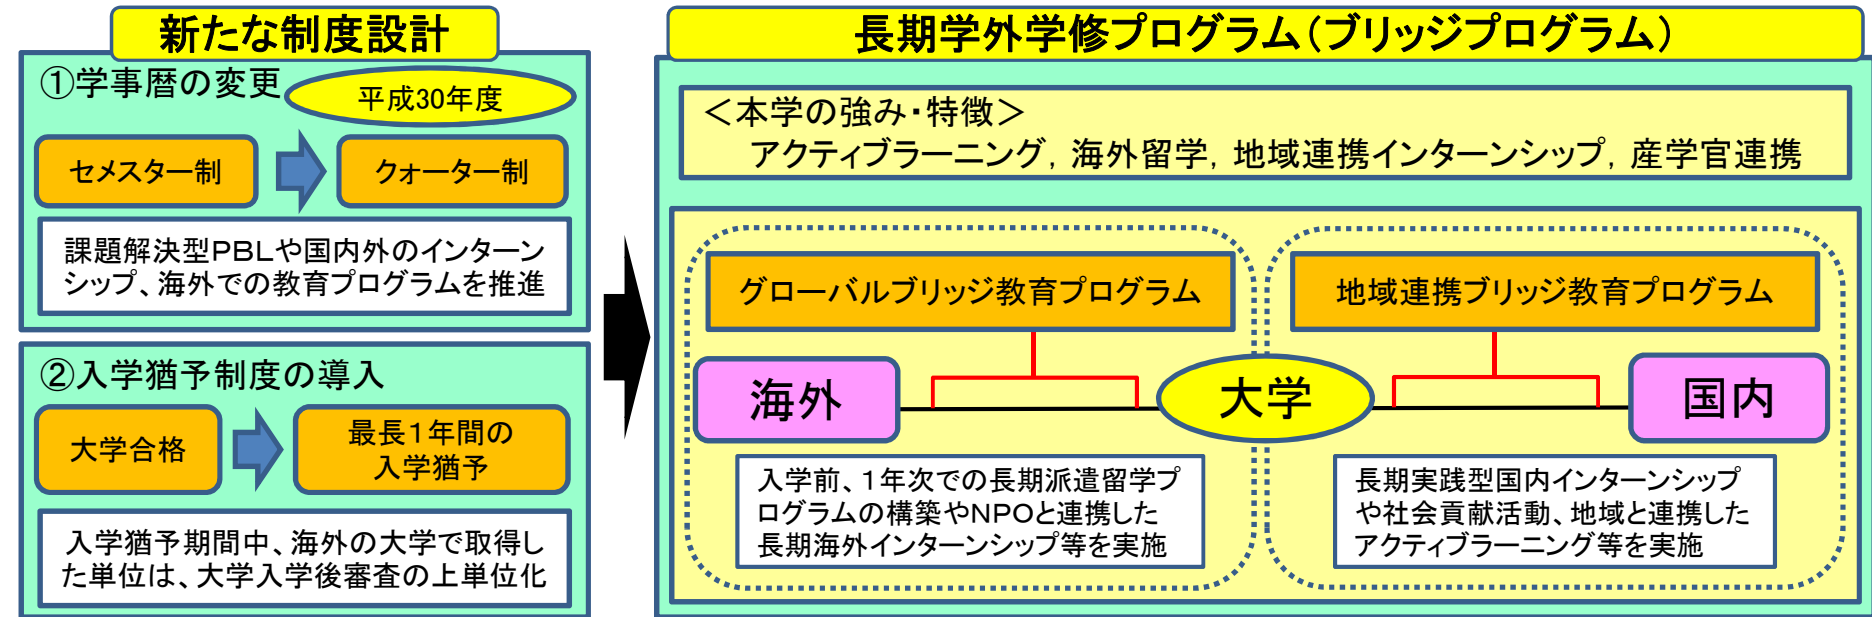 新たな制度設計
①学事暦の変更
平成30年度
セメスター制
クォーター制
課題解決型PBLや国内外のインターン
シップ、海外での教育プログラムを推進
②入学猶予制度の導入
大学合格
最長1年間の
入学猶予
入学猶予期間中、海外の大学で取得し
た単位は、大学入学後審査の上単位化
長期学外学修プログラム（ブリッジプログラム）
＜本学の強み・特徴＞
アクティブラーニング，海外留学，地域連携インターンシップ，産学官連携
グローバルブリッジ教育プログラム
地域連携ブリッジ教育プログラム
海外
大学
国内
入学前、1年次での長期派遣留学プ
ログラムの構築やNPOと連携した
長期海外インターンシップ等を実施
長期実践型国内インターンシップ
や社会貢献活動、地域と連携した
アクティブラーニング等を実施